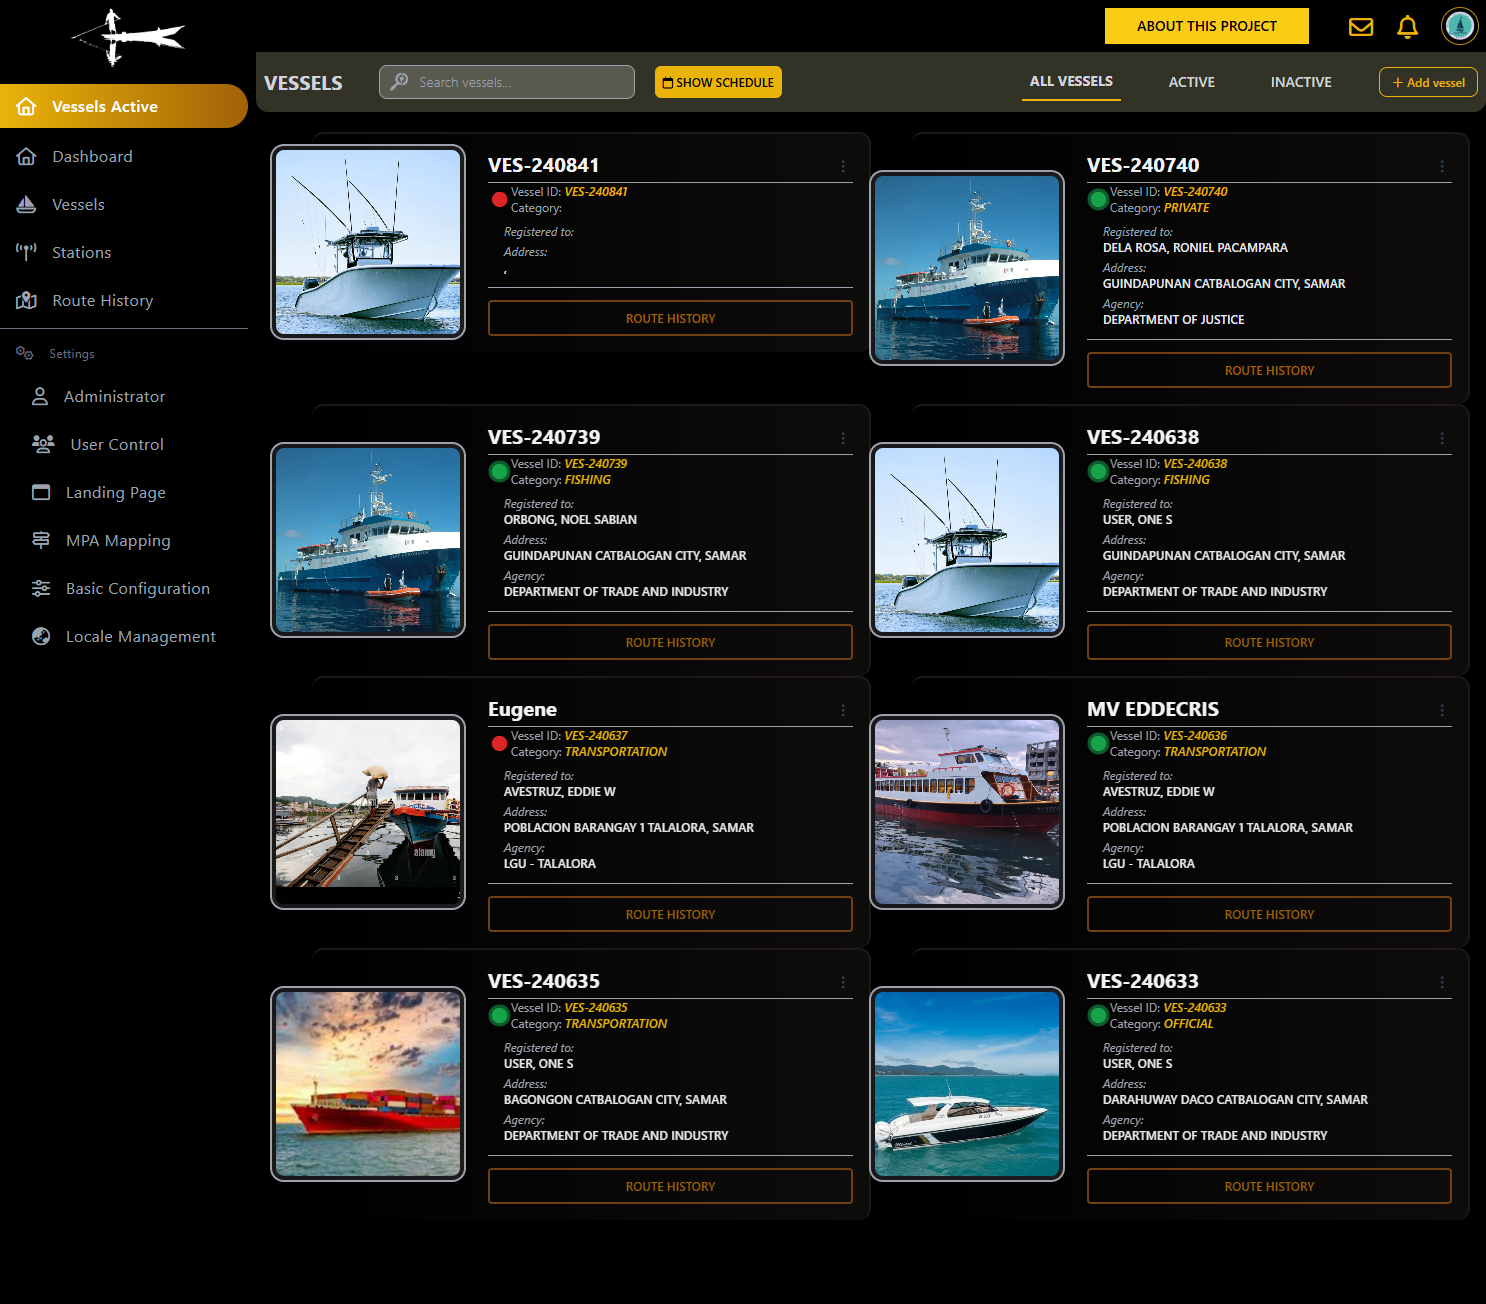 ABOUT THIS PROJECT
VESSELS
Search vessels...
SHOW SCHEDULE
ALL VESSELS
ACTIVE
INACTIVE
+ Add vessel
Vessels Active
Dashboard
Vessels
Stations
Route History
Settings
Administrator
User Control
Landing Page
MPA Mapping
Basic Configuration
Locale Management
VES-240841
Vessel ID: VES-240841
Category:
Registered to:
Address:
,
ROUTE HISTORY
VES-240740
Vessel ID: VES-240740
Category: PRIVATE
Registered to:
DELA ROSA, RONIEL PACAMPARA
Address:
GUINDAPUNAN CATBALOGAN CITY, SAMAR
Agency:
DEPARTMENT OF JUSTICE
ROUTE HISTORY
VES-240739
Vessel ID: VES-240739
Category: FISHING
Registered to:
ORBONG, NOEL SABIAN
Address:
GUINDAPUNAN CATBALOGAN CITY, SAMAR
Agency:
DEPARTMENT OF TRADE AND INDUSTRY
ROUTE HISTORY
VES-240638
Vessel ID: VES-240638
Category: FISHING
Registered to:
USER, ONE S
Address:
GUINDAPUNAN CATBALOGAN CITY, SAMAR
Agency:
DEPARTMENT OF TRADE AND INDUSTRY
ROUTE HISTORY
Eugene
Vessel ID: VES-240637
Category: TRANSPORTATION
Registered to:
AVESTRUZ, EDDIE W
Address:
POBLACION BARANGAY 1 TALALORA, SAMAR
Agency:
LGU - TALALORA
ROUTE HISTORY
alamy
MV EDDECRIS
Vessel ID: VES-240636
Category: TRANSPORTATION
Registered to:
AVESTRUZ, EDDIE W
Address:
POBLACION BARANGAY 1 TALALORA, SAMAR
Agency:
LGU - TALALORA
ROUTE HISTORY
VES-240635
Vessel ID: VES-240635
Category: TRANSPORTATION
Registered to:
USER, ONE S
Address:
BAGONGON CATBALOGAN CITY, SAMAR
Agency:
DEPARTMENT OF TRADE AND INDUSTRY
ROUTE HISTORY
VES-240633
Vessel ID: VES-240633
Category: OFFICIAL
Registered to:
USER, ONE S
Address:
DARAHUWAY DACO CATBALOGAN CITY, SAMAR
Agency:
DEPARTMENT OF TRADE AND INDUSTRY
ROUTE HISTORY